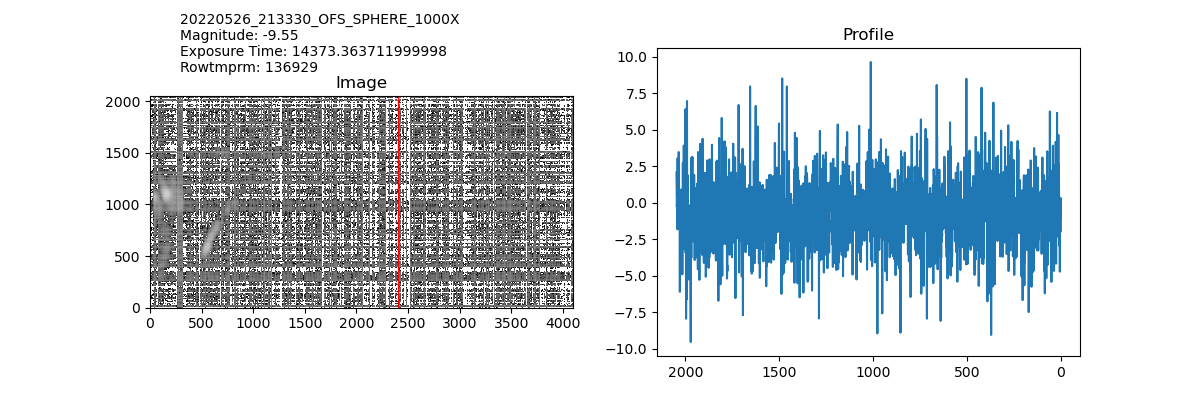 20220526_213330_OFS_SPHERE_1000X
Magnitude: -9.55
Exposure Time: 14373.363711999998
Rowtmprm: 136929
Image
2000
1500
1000
500
0
0 500 1000 1500 2000 2500 3000 3500 4000
Profile
10.0
7.5
5.0
2.5
0.0
−2.5
−5.0
−7.5
−10.0
2000 1500 1000 500 0